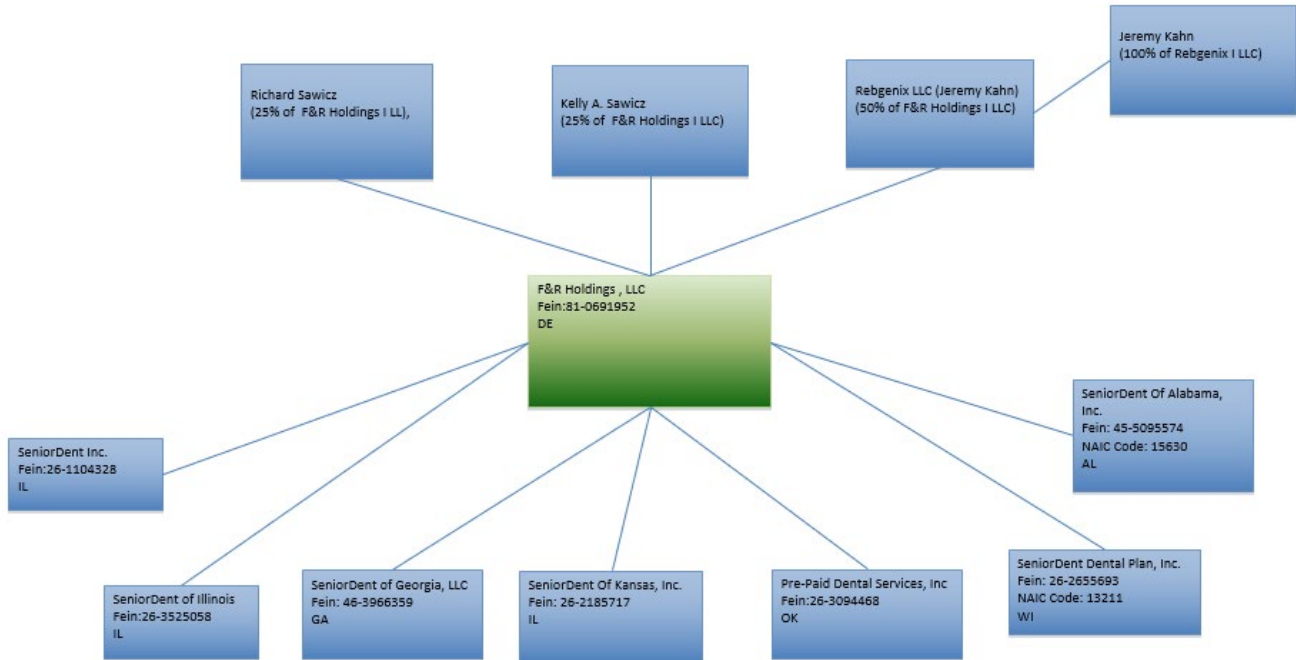 Jeremy Kahn
(100% of Rebgenix I LLC)
Richard Sawicz
(25% of  F&R Holdings I LL),
Kelly A. Sawicz
(25% of  F&R Holdings I LLC)
Rebgenix LLC (Jeremy Kahn)
(50% of F&R Holdings I LLC)
F&R Holdings , LLC
Fein:81-0691952
DE
SeniorDent Of Alabama,
Inc.
Fein: 45-5095574
NAIC Code: 15630
AL
SeniorDent Inc.
Fein:26-1104328
IL
SeniorDent of Illinois
Fein:26-3525058
IL
SeniorDent of Georgia, LLC
Fein: 46-3966359
GA
SeniorDent Of Kansas, Inc.
Fein: 26-2185717
IL
Pre-Paid Dental Services, Inc
Fein:26-3094468
OK
SeniorDent Dental Plan, Inc.
Fein: 26-2655693
NAIC Code: 13211
WI